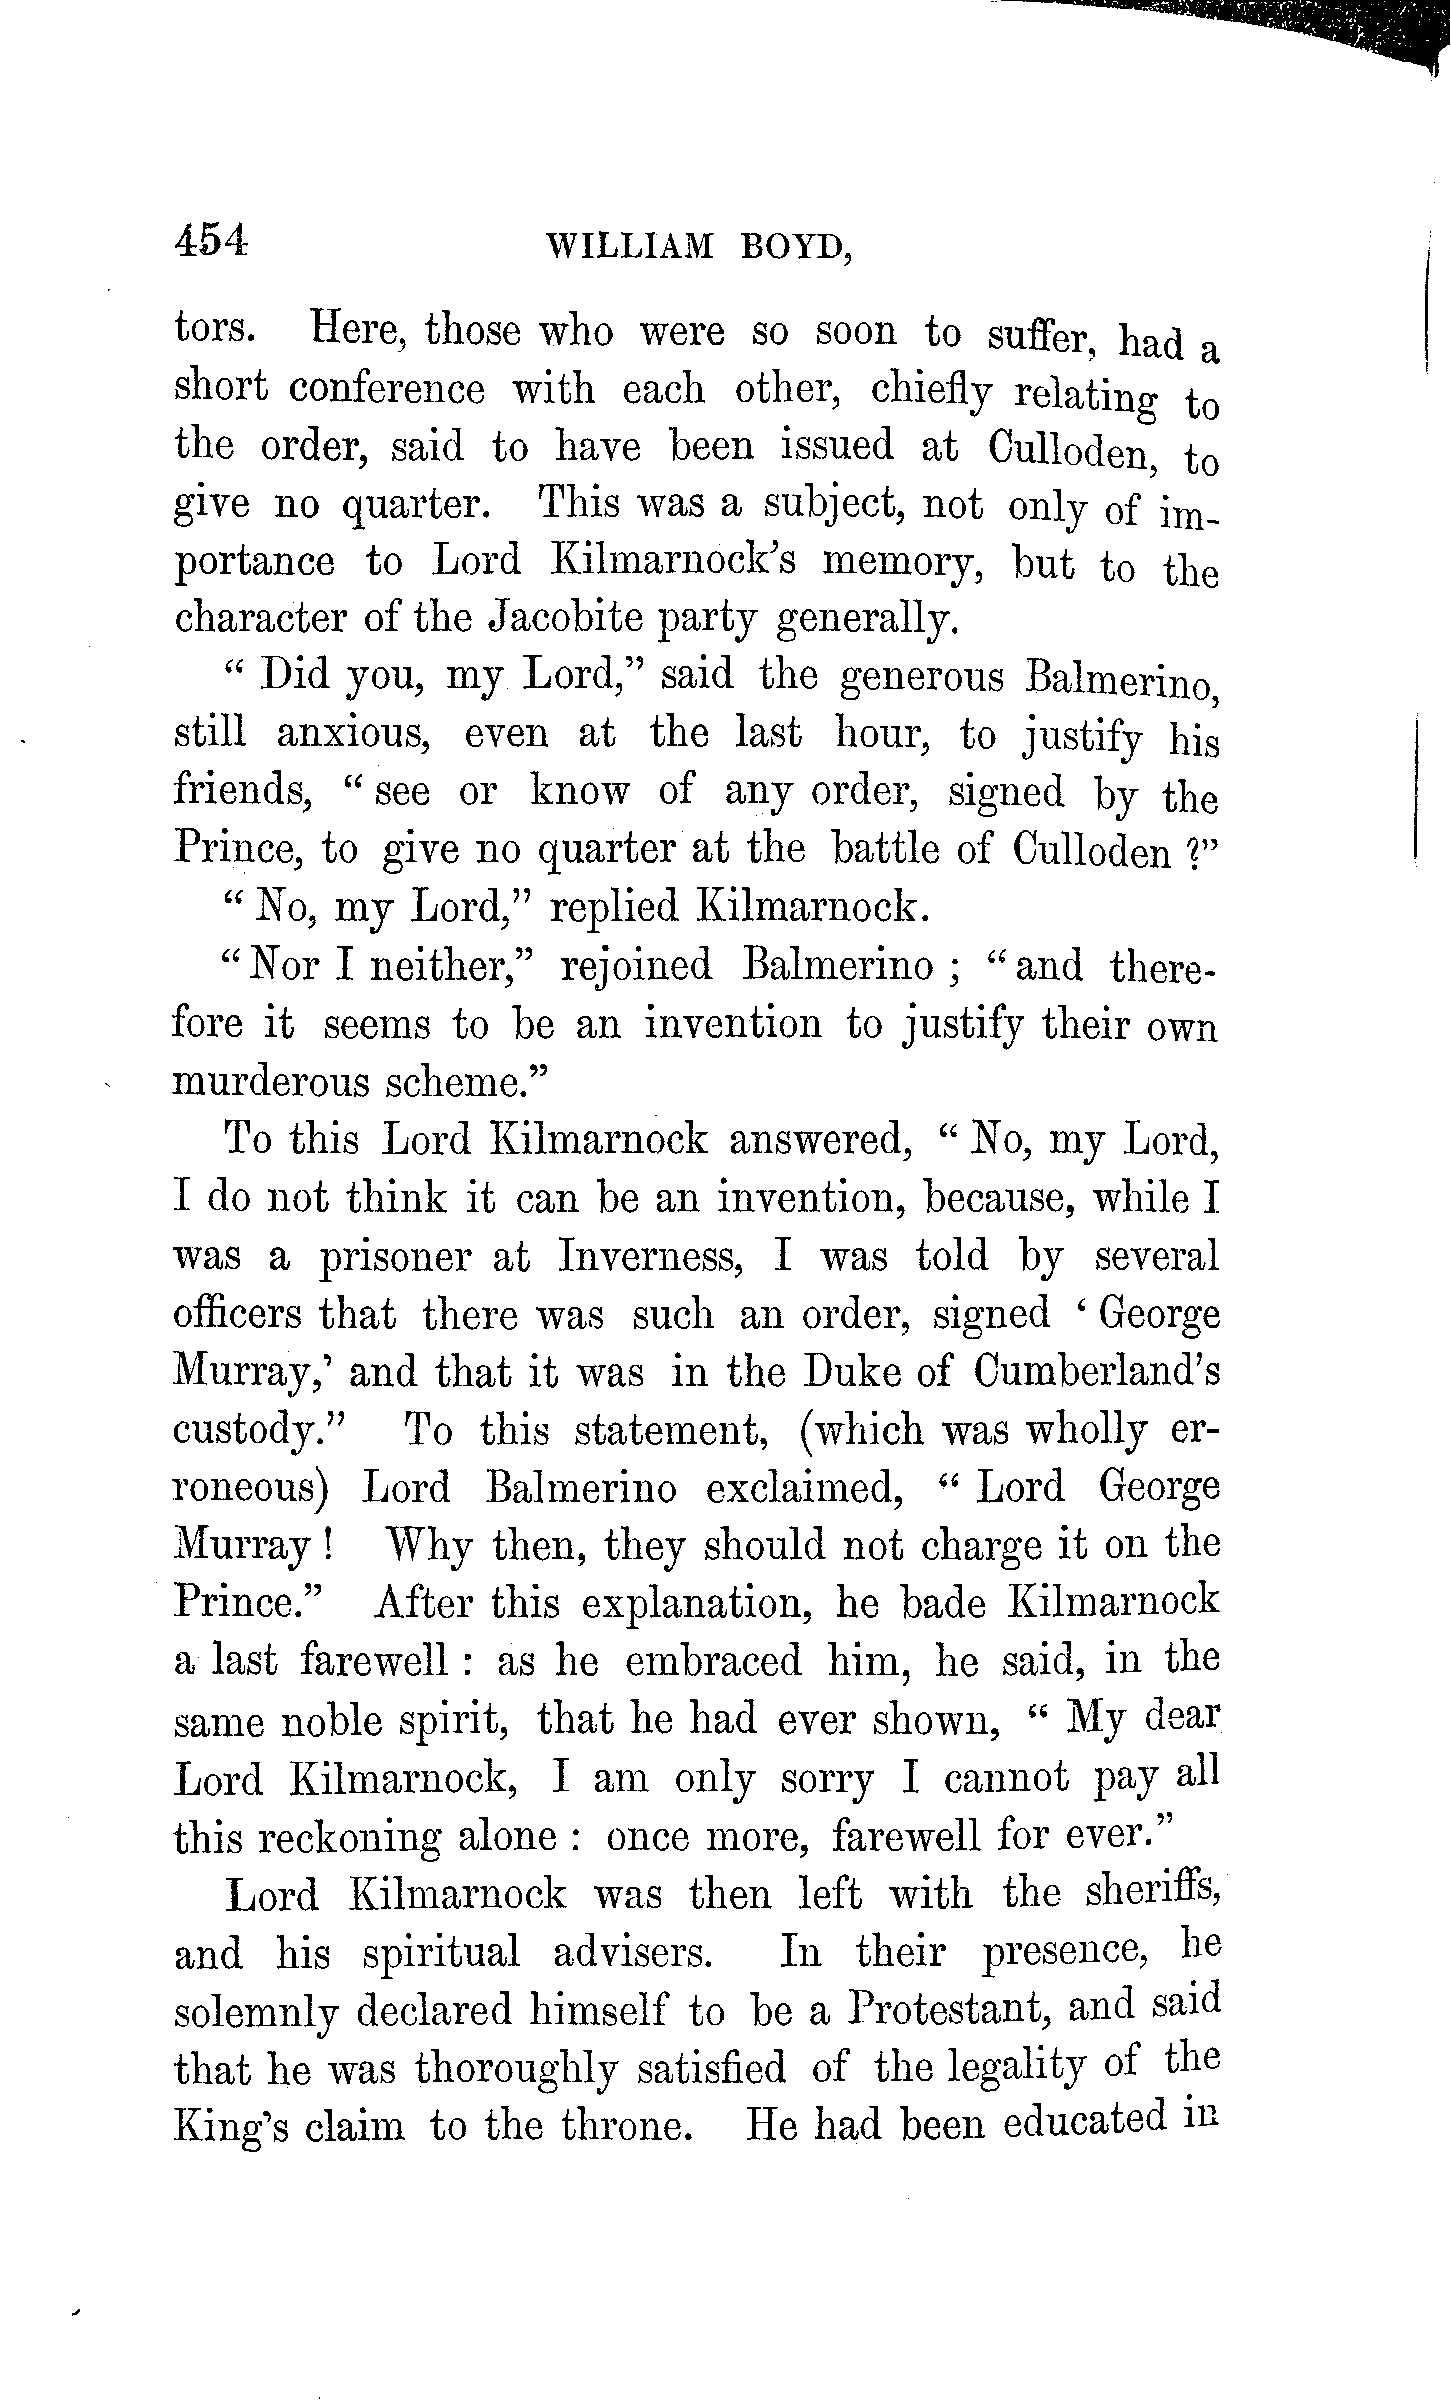 454 WILLIAM BOYD,
tors. Here, those who were so soon to suffer, had a
short conference with each other, chiefly relating to
the order, said to have been issued at Culloden, to
give no quarter. This was a subject, not only of im-
portance to Lord Kilmarnock's memory, but to the
character of the Jacobite party generally.
“ Did you, my Lord,” said the generous Balmerino,
still anxious, even at the last hour, to justify his
friends, “ see or know of any order, signed by the
Prince, to give no quarter at the battle of Culloden ?”
“ No, my Lord,” replied Kilmarnock.
“ Nor I neither,” rejoined Balmerino ; “ and there-
fore it seems to be an invention to justify their own
murderous scheme.”
To this Lord Kilmarnock answered, “ No, my Lord,
I do not think it can be an invention, because, while I
was a prisoner at Inverness, I was told by several
officers that there was such an order, signed ‘ George
Murray,’ and that it was in the Duke of Cumberland's
custody.” To this statement, (which was wholly er-
roneous) Lord Balmerino exclaimed, “ Lord George
Murray ! Why then, they should not charge it on the
Prince.” After this explanation, he bade Kilmarnock
a last farewell : as he embraced him, he said, in the
same noble spirit, that he had ever shown, “ My dear
Lord Kilmarnock, I am only sorry I cannot pay all
this reckoning alone : once more, farewell for ever.”
Lord Kilmarnock was then left with the sheriffs,
and his spiritual advisers. In their presence, he
solemnly declared himself to be a Protestant, and said
that he was thoroughly satisfied of the legality of the
King's claim to the throne. He had been educated in